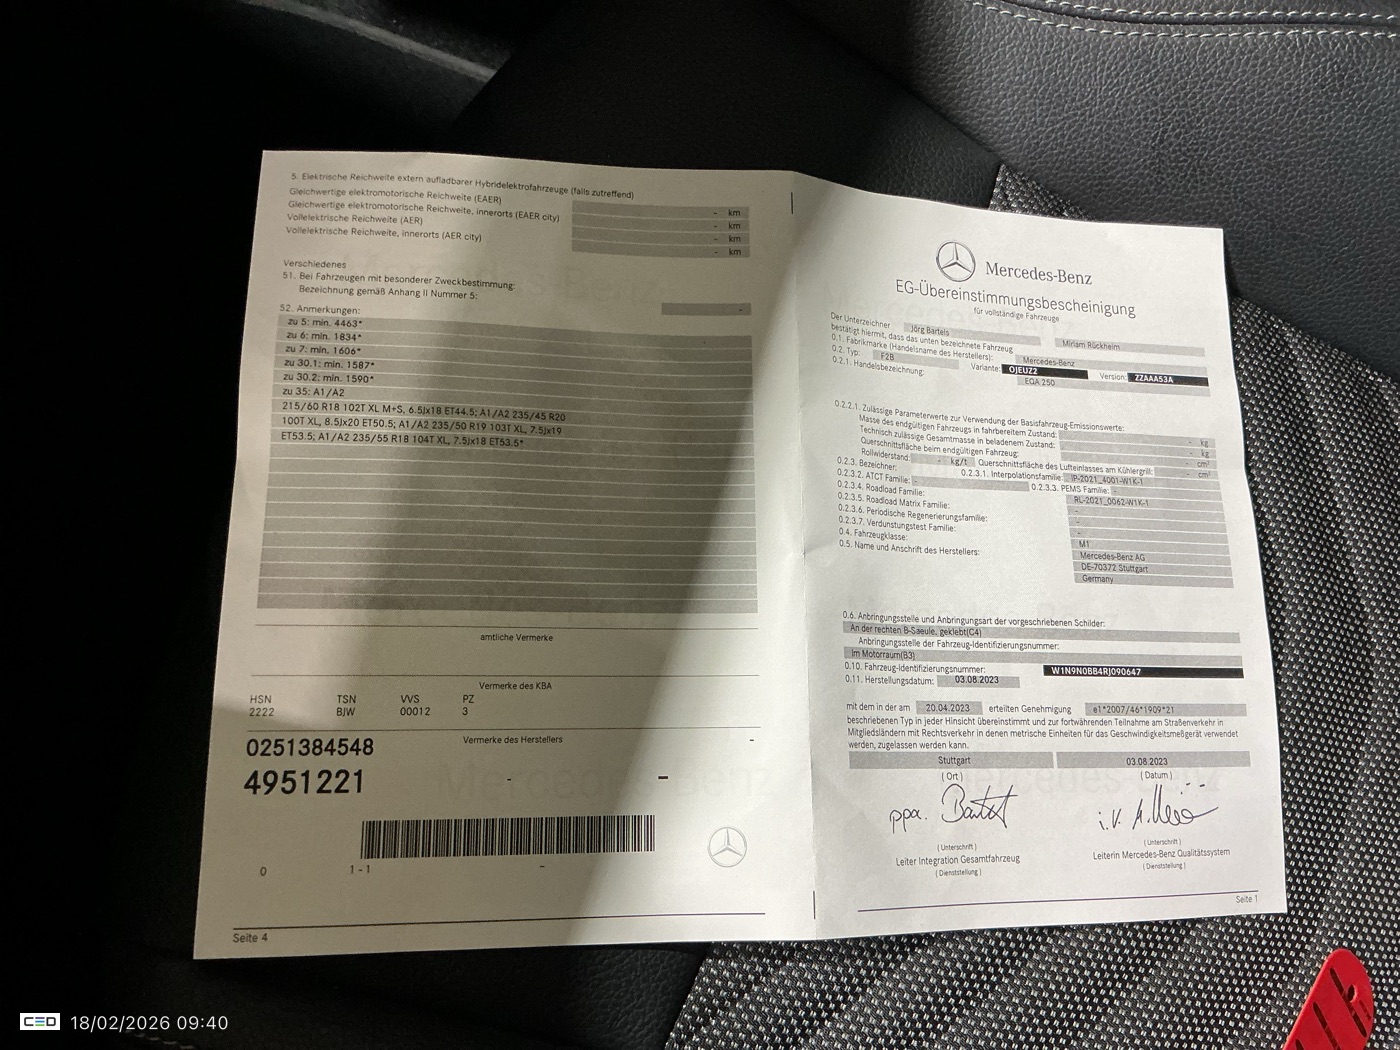 5. Elektrische Reichweite extern aufladbarer Hybridelektrofahrzeuge (falls zutreffend)
Gleichwertige elektromotorische Reichweite (EAER) - km
Gleichwertige elektromotorische Reichweite, innerorts (EAER city) - km
Vollelektrische Reichweite (AER) - km
Vollelektrische Reichweite, innerorts (AER city) - km
Verschiedenes
51. Bei Fahrzeugen mit besonderer Zweckbestimmung:
Bezeichnung gemäß Anhang II Nummer 5: -
52. Anmerkungen:
zu 5: min. 4463*
zu 6: min. 1834*
zu 7: min. 1606*
zu 30.1: min. 1587*
zu 30.2: min. 1590*
zu 35: A1/A2
215/60 R18 102T XL M+S, 6.5Jx18 ET44.5; A1/A2 235/45 R20
100T XL, 8.5Jx20 ET50.5; A1/A2 235/50 R19 103T XL, 7.5Jx19
ET53.5; A1/A2 235/55 R18 104T XL, 7.5Jx18 ET53.5*
amtliche Vermerke
Vermerke des KBA
HSN TSN VVS PZ
2222 BJW 00012 3
0251384548 Vermerke des Herstellers -
4951221 - -
0 1 - 1 -
Seite 4
Mercedes-Benz
EG-Übereinstimmungsbescheinigung
für vollständige Fahrzeuge
Der Unterzeichner Jörg Bartels Miriam Rückheim
bestätigt hiermit, dass das unten bezeichnete Fahrzeug
0.1. Fabrikmarke (Handelsname des Herstellers): Mercedes-Benz
0.2. Typ: F2B Variante: OJEUZ2 Version: ZZAAA53A
0.2.1. Handelsbezeichnung: EQA 250
0.2.2.1. Zulässige Parameterwerte zur Verwendung der Basisfahrzeug-Emissionswerte:
Masse des endgültigen Fahrzeugs in fahrbereitem Zustand: - kg
Technisch zulässige Gesamtmasse in beladenem Zustand: - kg
Querschnittsfläche beim endgültigen Fahrzeug: - cm²
Rollwiderstand: - kg/t Querschnittsfläche des Lufteinlasses am Kühlergrill: - cm²
0.2.3. Bezeichner: 0.2.3.1. Interpolationsfamilie: IP-2021_4001-W1K-1
0.2.3.2. ATCT Familie: - 0.2.3.3. PEMS Familie: -
0.2.3.4. Roadload Familie: RL-2021_0062-W1K-1
0.2.3.5. Roadload Matrix Familie: -
0.2.3.6. Periodische Regenerierungsfamilie: -
0.2.3.7. Verdunstungstest Familie: -
0.4. Fahrzeugklasse: M1
0.5. Name und Anschrift des Herstellers: Mercedes-Benz AG
DE-70372 Stuttgart
Germany
0.6. Anbringungsstelle und Anbringungsart der vorgeschriebenen Schilder:
An der rechten B-Saeule, geklebt(C4)
Anbringungsstelle der Fahrzeug-Identifizierungsnummer:
Im Motorraum(B3)
0.10. Fahrzeug-Identifizierungsnummer: W1N9N0BB4RJ090647
0.11. Herstellungsdatum: 03.08.2023
mit dem in der am 20.04.2023 erteilten Genehmigung e1*2007/46*1909*21
beschriebenen Typ in jeder Hinsicht übereinstimmt und zur fortwährenden Teilnahme am Straßenverkehr in
Mitgliedsländern mit Rechtsverkehr in denen metrische Einheiten für das Geschwindigkeitsmeßgerät verwendet
werden, zugelassen werden kann.
Stuttgart 03.08.2023
( Ort ) ( Datum )
ppa. i.V.
( Unterschrift ) ( Unterschrift )
Leiter Integration Gesamtfahrzeug Leiterin Mercedes-Benz Qualitätssystem
( Dienststellung ) ( Dienststellung )
Seite 1
CED 18/02/2026 09:40